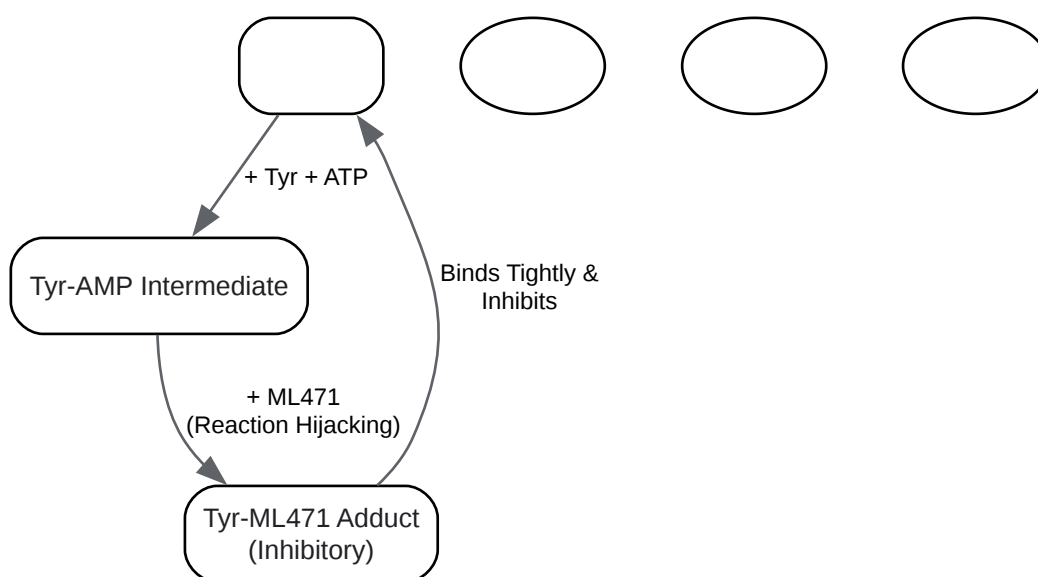 + Tyr + ATP
Tyr-AMP Intermediate
Binds Tightly &
Inhibits
+ ML471
(Reaction Hijacking)
Tyr-ML471 Adduct
(Inhibitory)